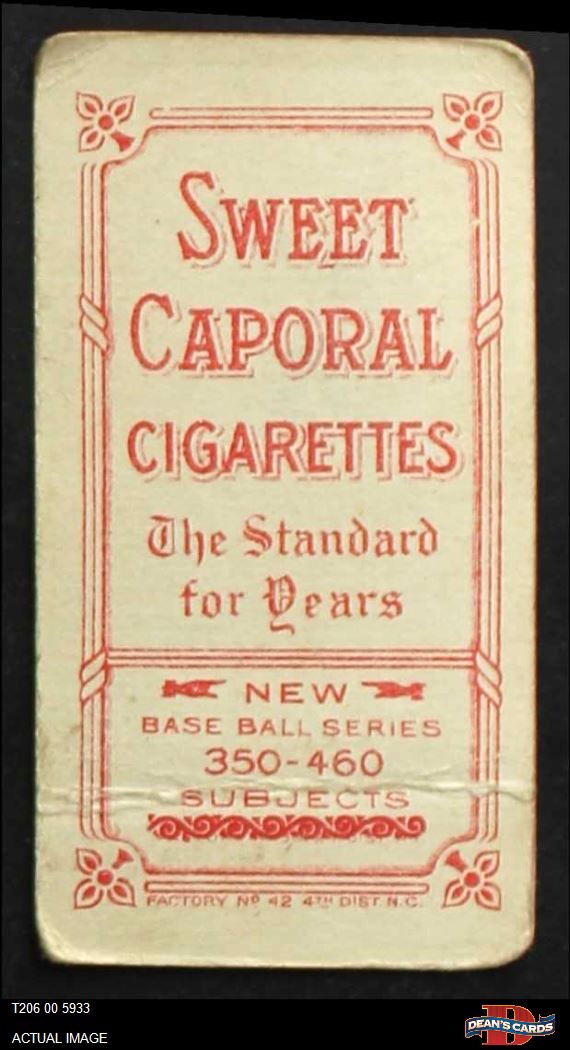 SWEET
CAPORAL
CIGARETTES
The Standard
for Years
NEW
BASE BALL SERIES
350-460
SUBJECTS
FACTORY Nº 42 4TH DIST. N.C.
T206 00 5933
ACTUAL IMAGE
D
DEAN'S CARDS